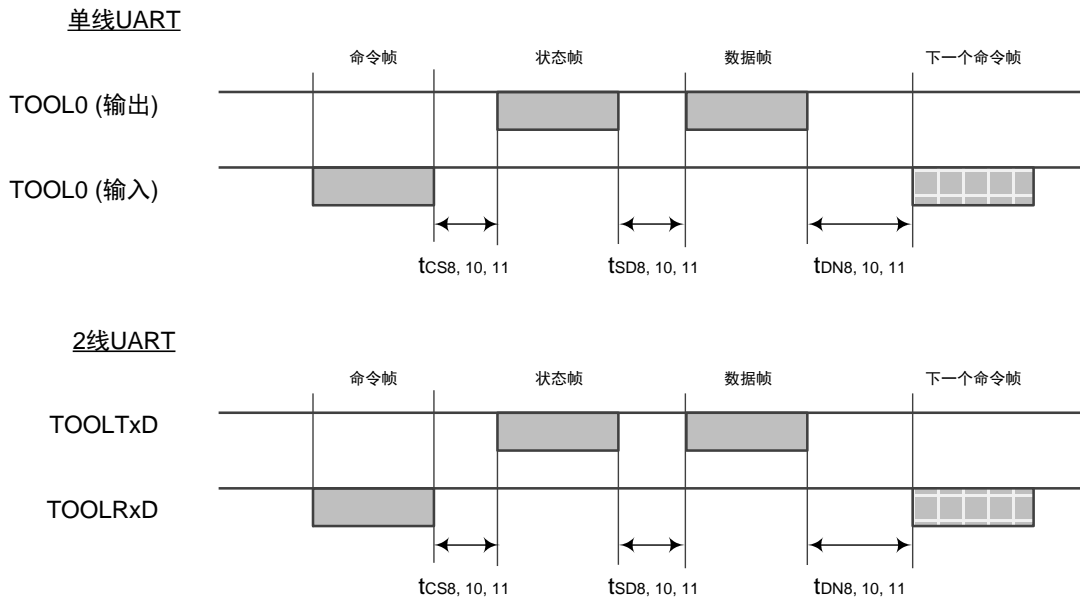 单线UART
命令帧 状态帧 数据帧 下一个命令帧
TOOL0 (输出)
TOOL0 (输入)
tCS8, 10, 11 tSD8, 10, 11 tDN8, 10, 11
2线UART
命令帧 状态帧 数据帧 下一个命令帧
TOOLTxD
TOOLRxD
tCS8, 10, 11 tSD8, 10, 11 tDN8, 10, 11